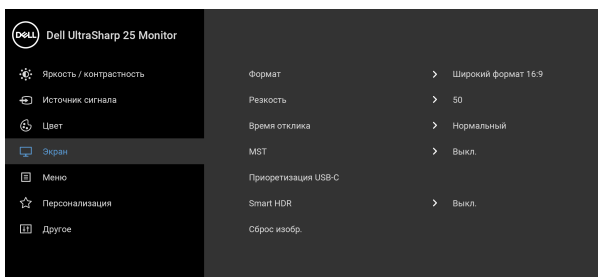 DELL Dell UltraSharp 25 Monitor
Яркость / контрастность
Источник сигнала
Цвет
Экран
Меню
Персонализация
Другое
Формат Широкий формат 16:9
Резкость 50
Время отклика Нормальный
MST Выкл.
Приоретизация USB-C
Smart HDR Выкл.
Сброс изобр.